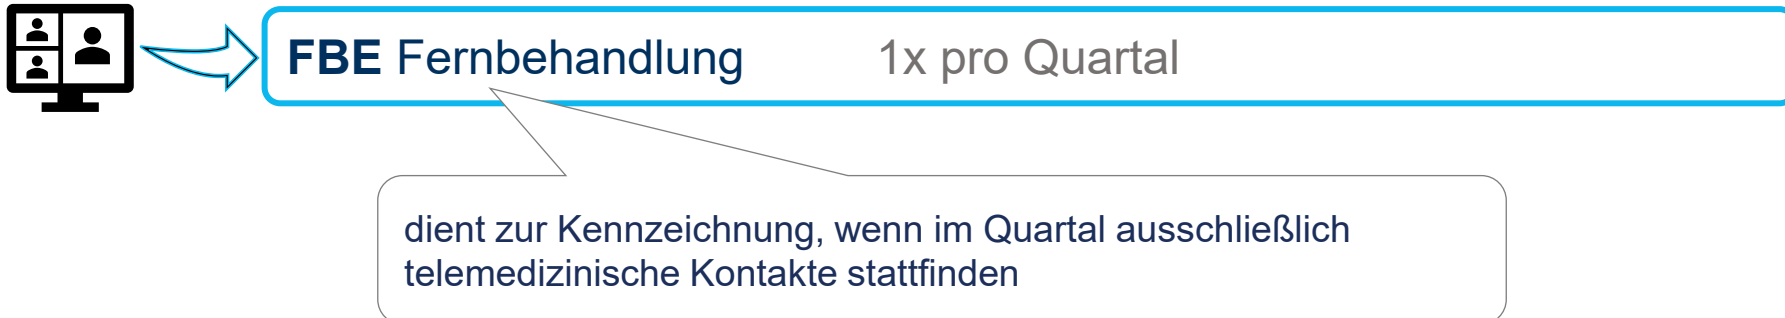 FBE Fernbehandlung 1x pro Quartal
dient zur Kennzeichnung, wenn im Quartal ausschließlich
telemedizinische Kontakte stattfinden